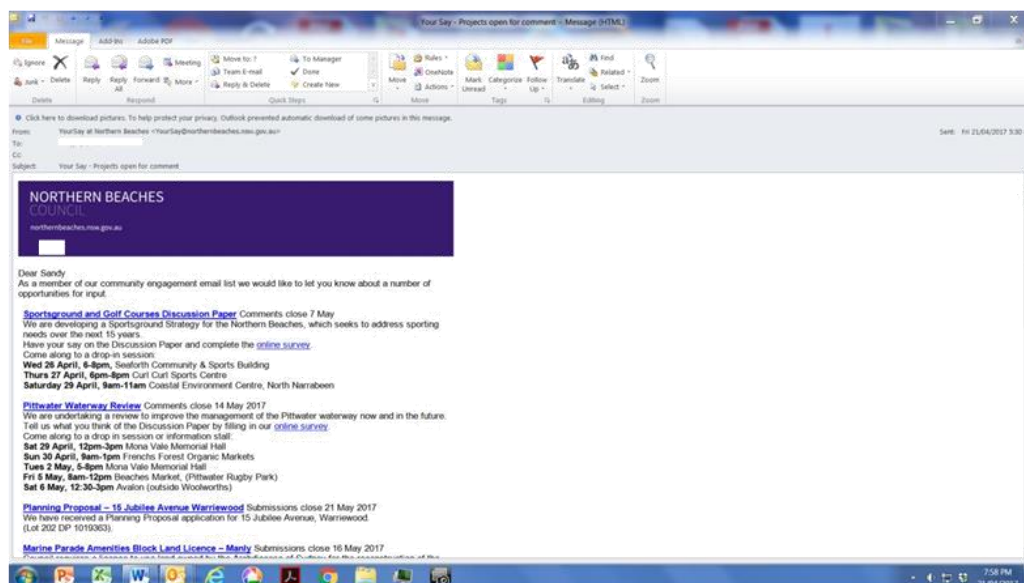 Your Say - Projects open for comment - Message (HTML)
File Message Add-Ins Adobe PDF
Ignore
Junk Delete
Reply Reply All Forward Meeting More
Move to: ? To Manager
Team E-mail Done
Reply & Delete Create New
Move Rules OneNote Actions
Mark Unread Categorize Follow Up
Translate Find Related Select
Zoom
Delete Respond Quick Steps Move Tags Editing Zoom
Click here to download pictures. To help protect your privacy, Outlook prevented automatic download of some pictures in this message.
From: YourSay at Northern Beaches <YourSay@northernbeaches.nsw.gov.au> Sent: Fri 21/04/2017 3:30
To:
Cc:
Subject: Your Say - Projects open for comment
NORTHERN BEACHES
COUNCIL
northernbeaches.nsw.gov.au
Dear Sandy
As a member of our community engagement email list we would like to let you know about a number of
opportunities for input.
Sportsground and Golf Courses Discussion Paper Comments close 7 May
We are developing a Sportsground Strategy for the Northern Beaches, which seeks to address sporting
needs over the next 15 years.
Have your say on the Discussion Paper and complete the online survey.
Come along to a drop-in session:
Wed 26 April, 6-8pm, Seaforth Community & Sports Building
Thurs 27 April, 6pm-8pm Curl Curl Sports Centre
Saturday 29 April, 9am-11am Coastal Environment Centre, North Narrabeen
Pittwater Waterway Review Comments close 14 May 2017
We are undertaking a review to improve the management of the Pittwater waterway now and in the future.
Tell us what you think of the Discussion Paper by filling in our online survey.
Come along to a drop in session or information stall:
Sat 29 April, 12pm-3pm Mona Vale Memorial Hall
Sun 30 April, 9am-1pm Frenchs Forest Organic Markets
Tues 2 May, 5-8pm Mona Vale Memorial Hall
Fri 5 May, 8am-12pm Beaches Market, (Pittwater Rugby Park)
Sat 6 May, 12:30-3pm Avalon (outside Woolworths)
Planning Proposal – 15 Jubilee Avenue Warriewood Submissions close 21 May 2017
We have received a Planning Proposal application for 15 Jubilee Avenue, Warriewood.
(Lot 202 DP 1019363).
Marine Parade Amenities Block Land Licence – Manly Submissions close 16 May 2017
7:58 PM